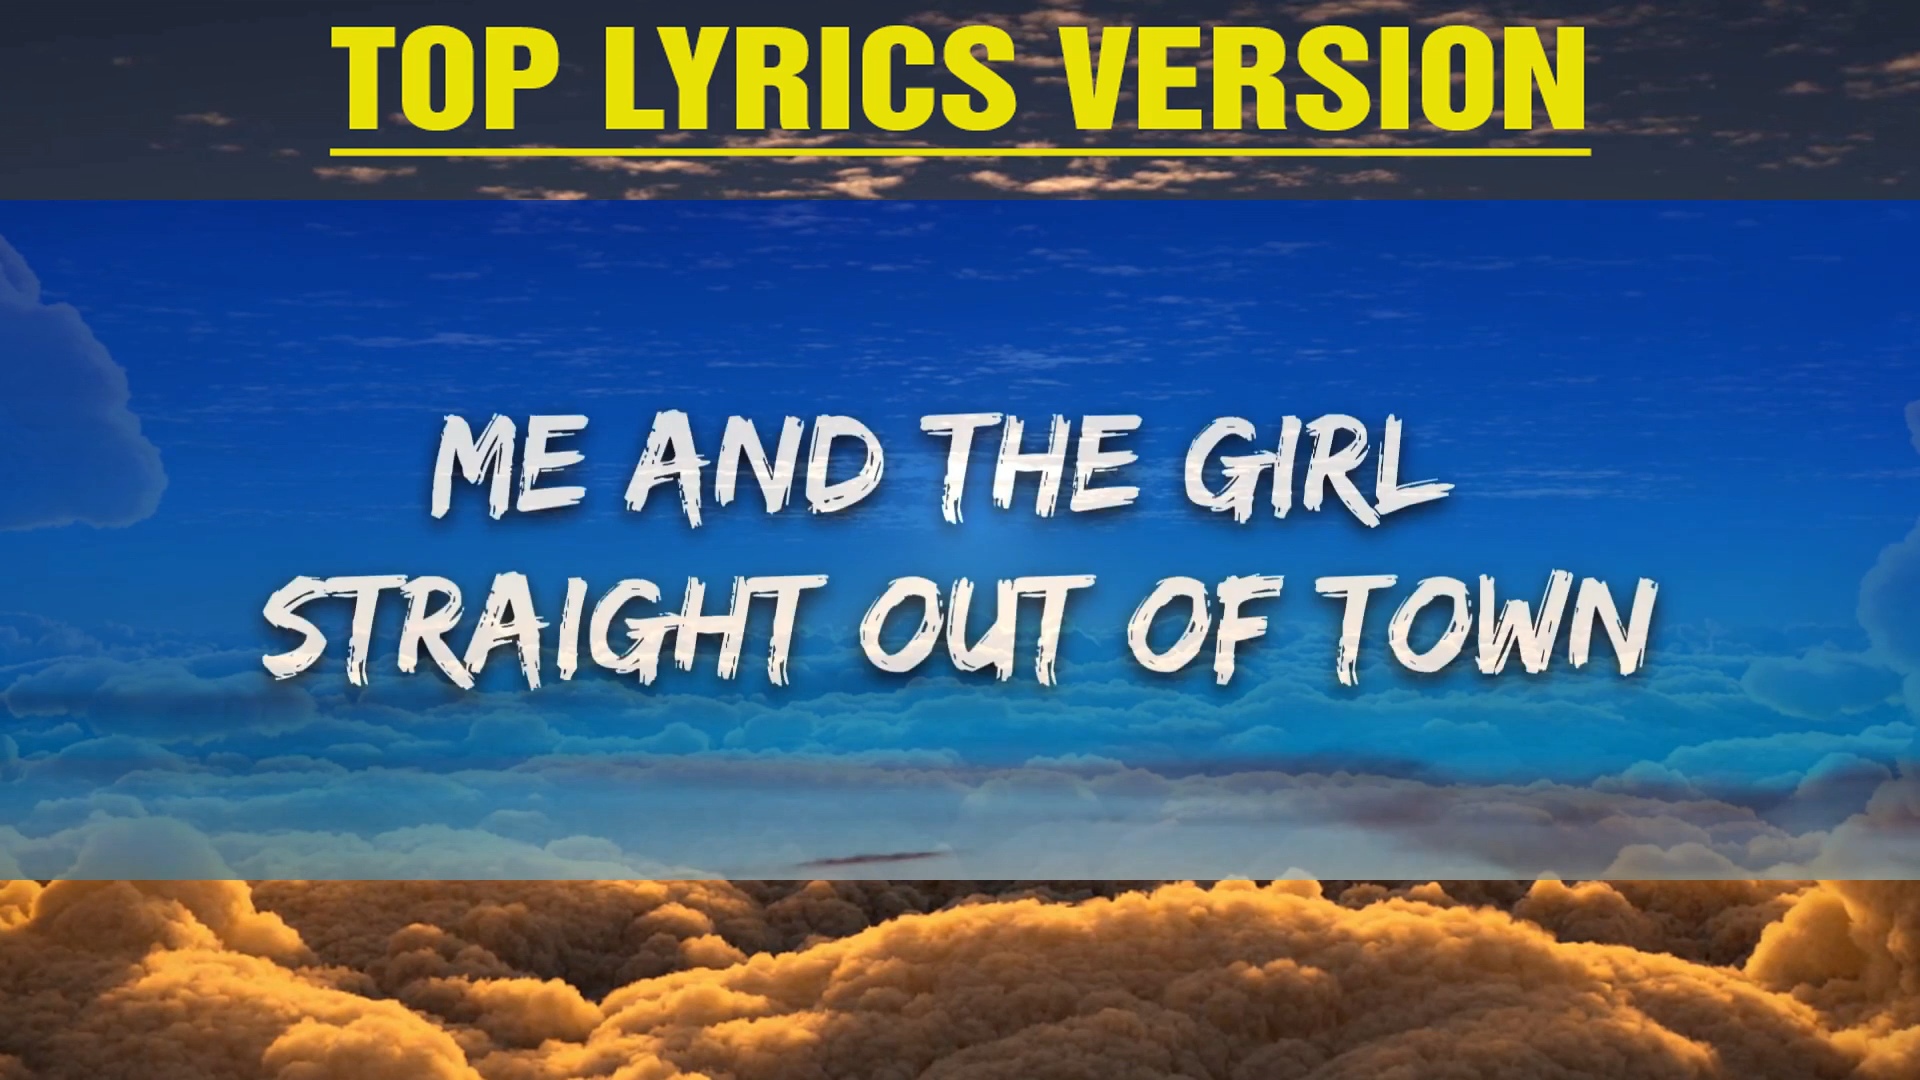 TOP LYRICS VERSION
ME AND THE GIRL
STRAIGHT OUT OF TOWN